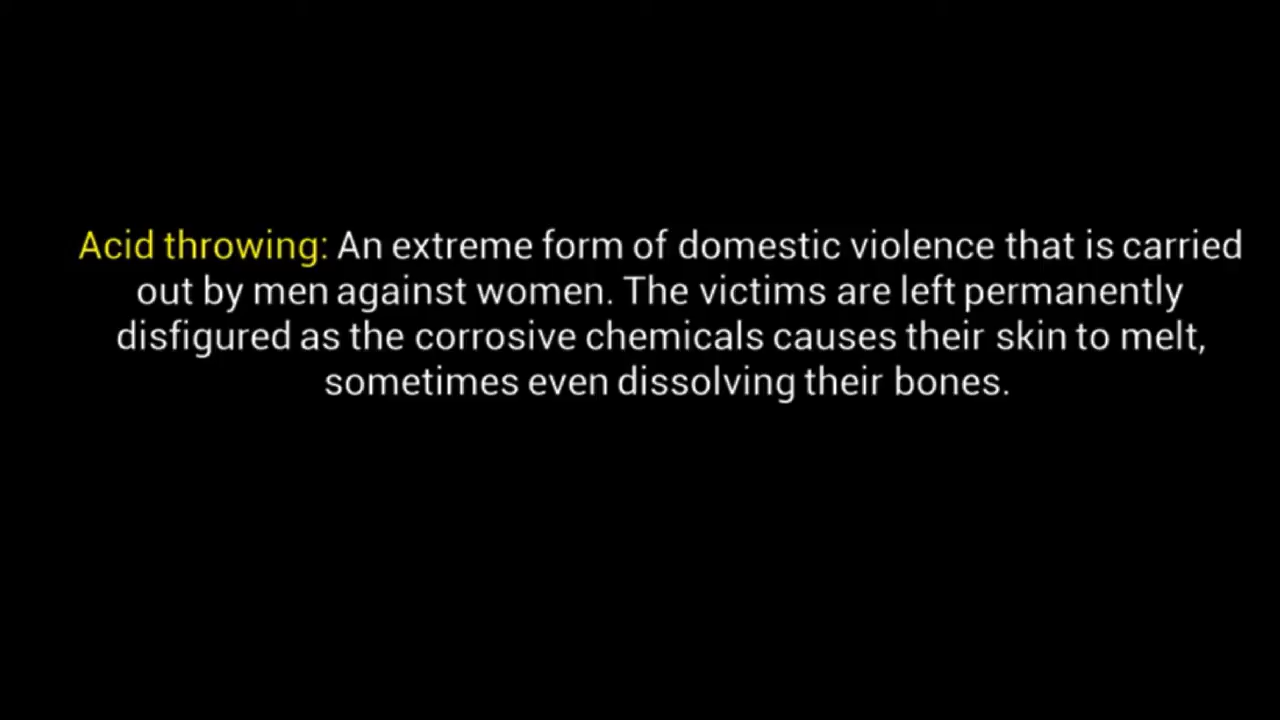 Acid throwing: An extreme form of domestic violence that is carried
out by men against women. The victims are left permanently
disfigured as the corrosive chemicals causes their skin to melt,
sometimes even dissolving their bones.